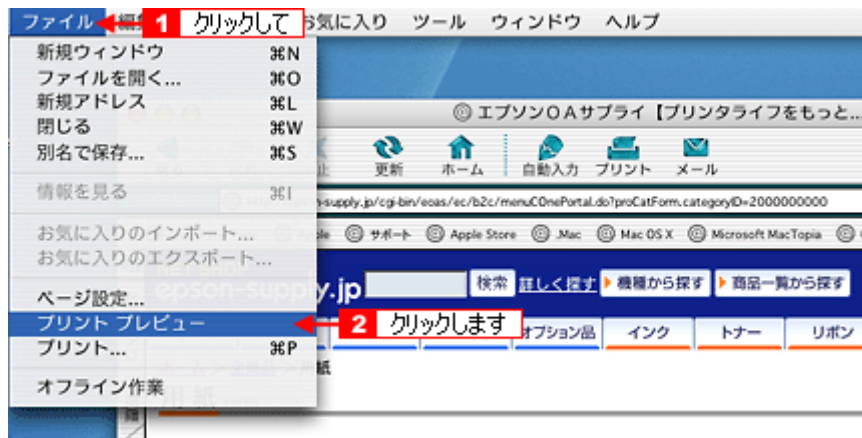 ファイル 編集 1 クリックして お気に入り ツール ウィンドウ ヘルプ
新規ウィンドウ ⌘N
ファイルを開く... ⌘O
新規アドレス ⌘L
閉じる ⌘W
別名で保存... ⌘S
情報を見る ⌘I
お気に入りのインポート...
お気に入りのエクスポート...
ページ設定...
プリント プレビュー 2 クリックします
プリント... ⌘P
オフライン作業
エプソンOAサプライ【プリンタライフをもっと...
更新 ホーム 自動入力 プリント メール
-supply.jp/cgi-bin/eoas/ec/b2c/menuCOnePortal.do?proCatForm.categoryID=2000000000
サポート Apple Store .Mac Mac OS X Microsoft MacTopia
epson-supply.jp 検索 詳しく探す 機種から探す 商品一覧から探す
オプション品 インク トナー リボン
用紙